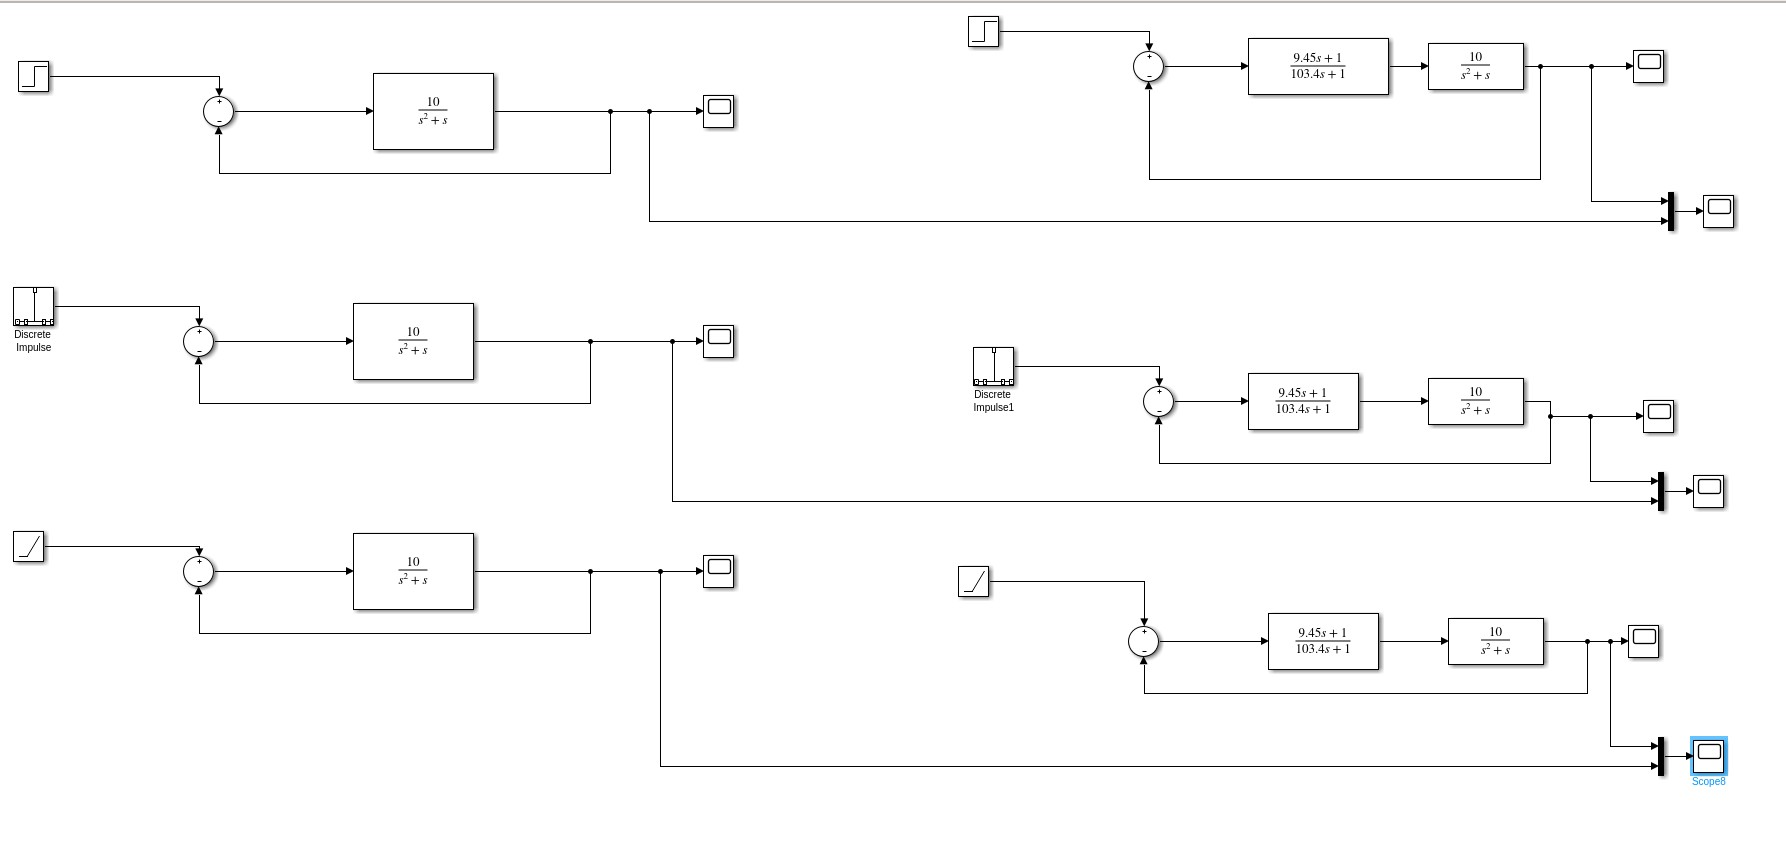 +
−
10
s² + s
+
−
9.45s + 1
103.4s + 1
10
s² + s
Discrete
Impulse
+
−
10
s² + s
Discrete
Impulse1
+
−
9.45s + 1
103.4s + 1
10
s² + s
+
−
10
s² + s
+
−
9.45s + 1
103.4s + 1
10
s² + s
Scope8